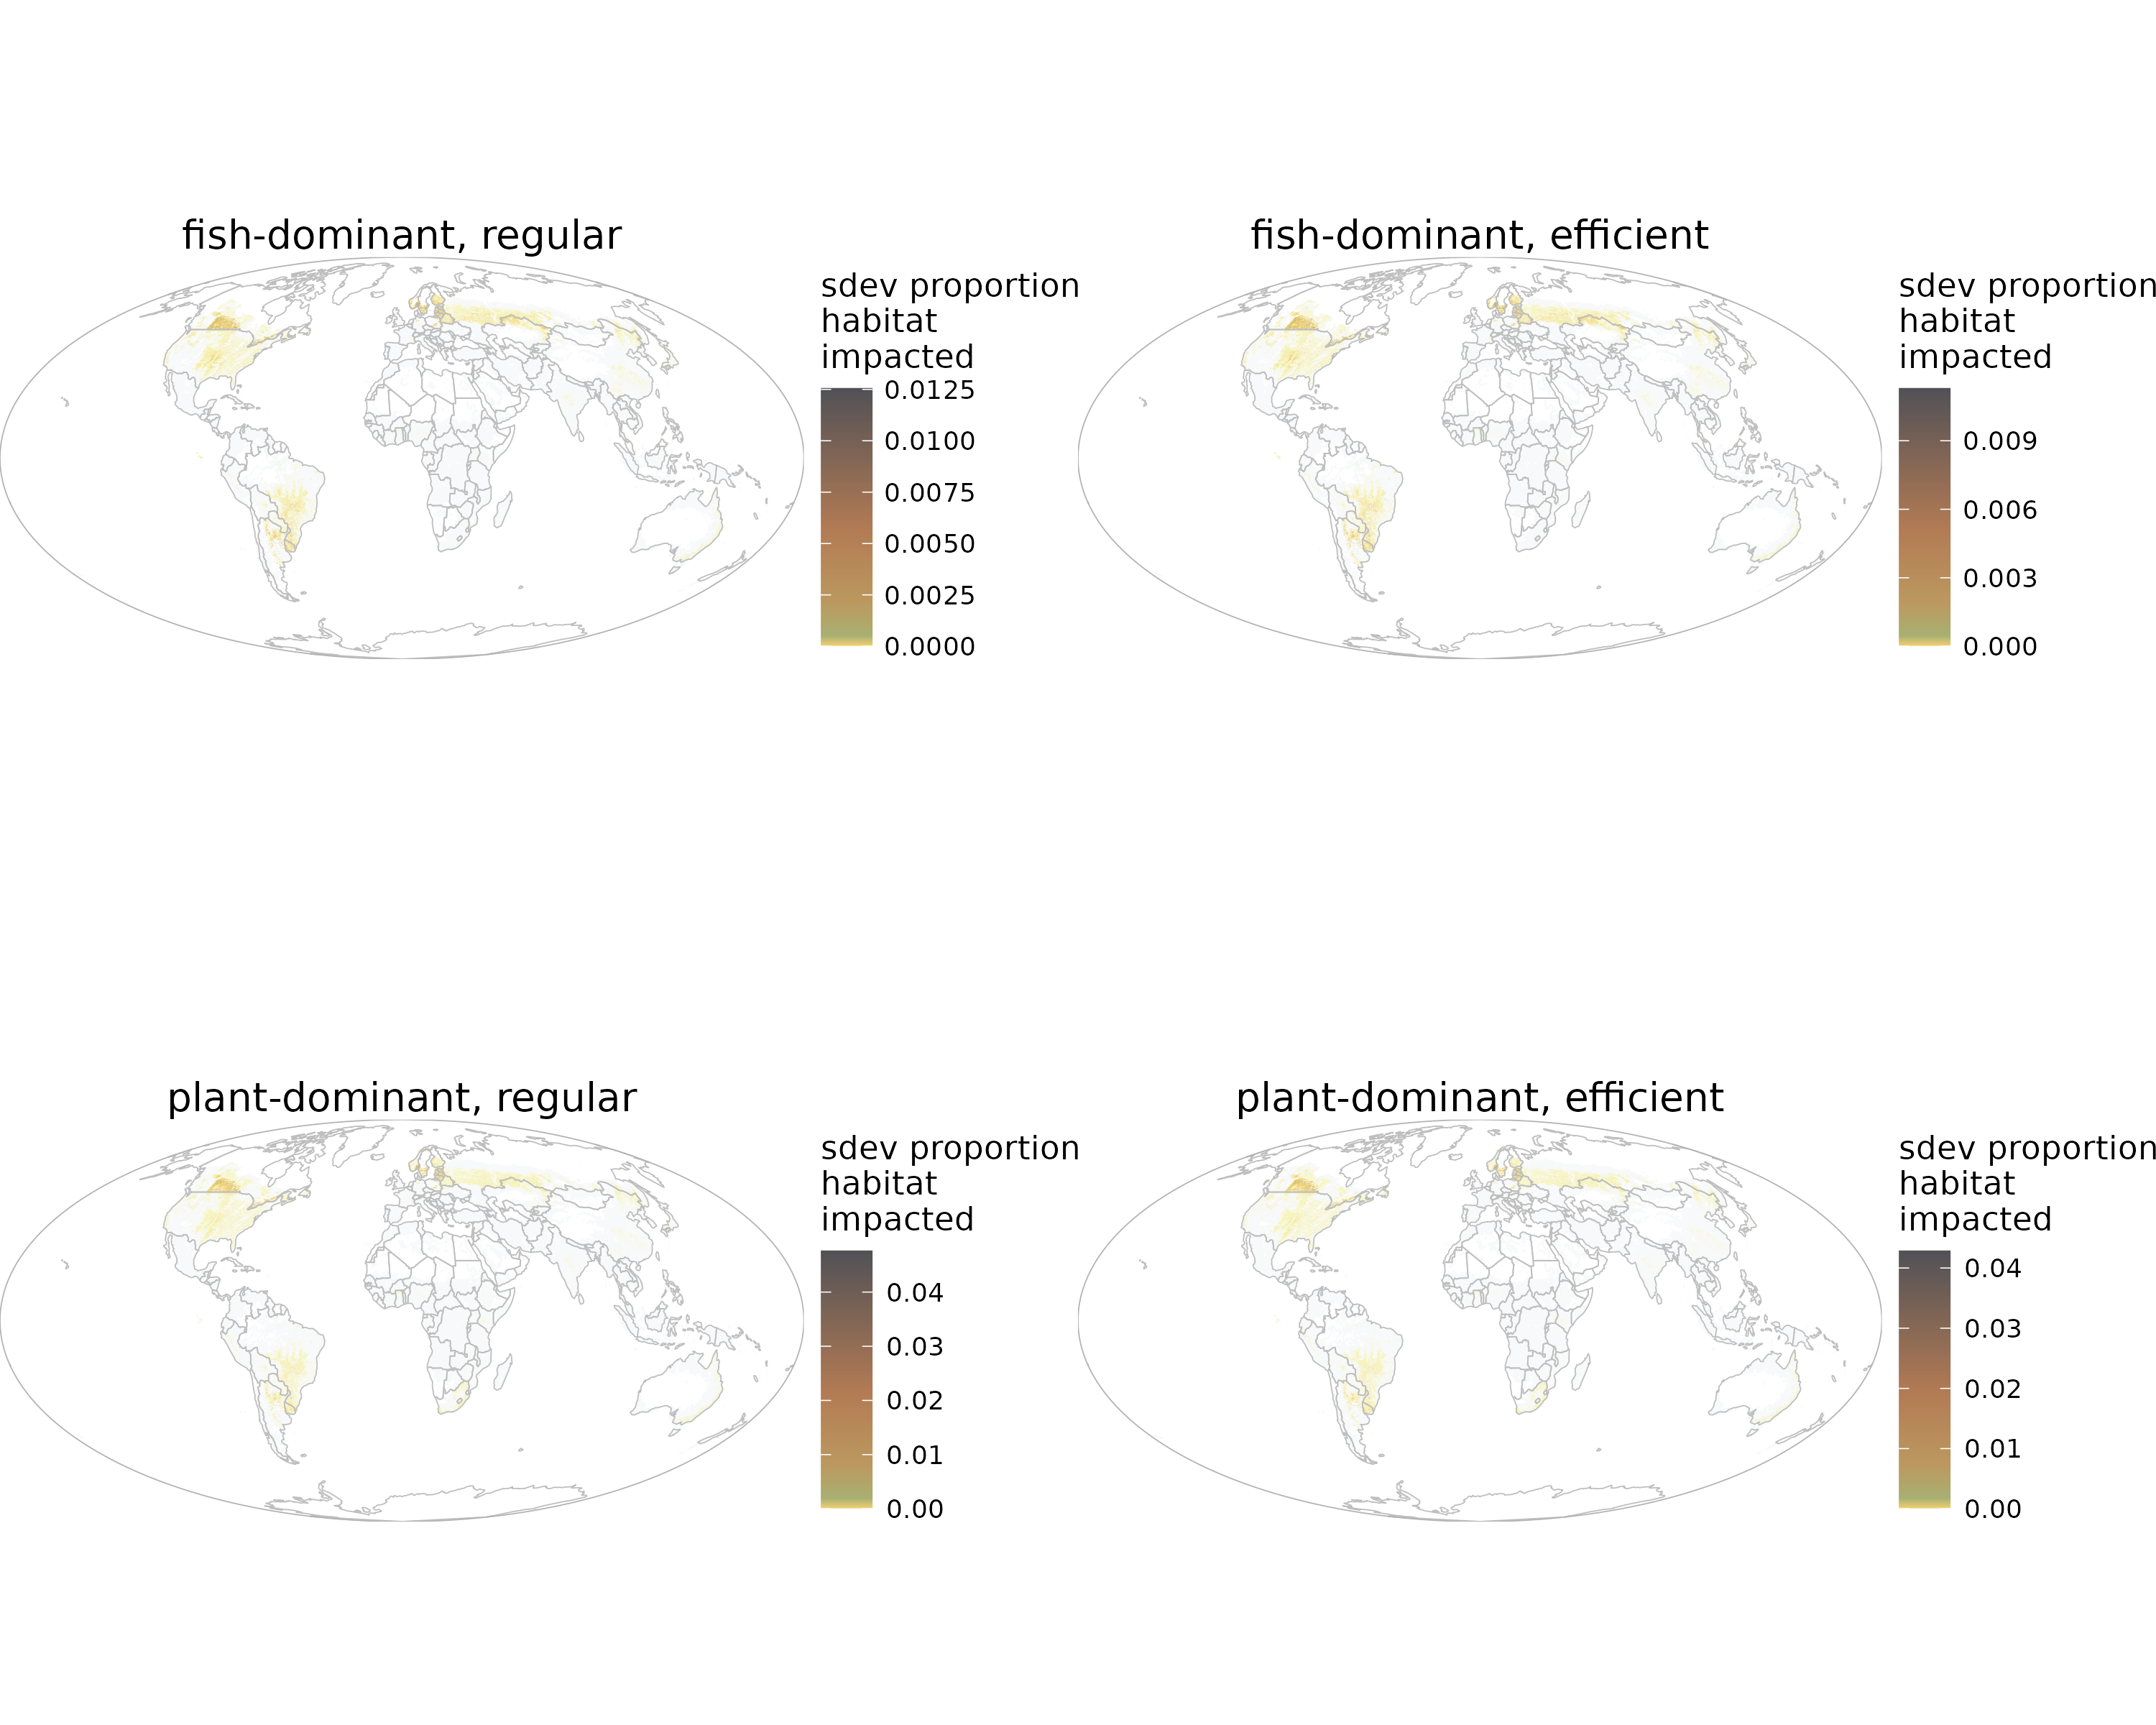 fish-dominant, regular
sdev proportion
habitat
impacted
0.0125
0.0100
0.0075
0.0050
0.0025
0.0000
fish-dominant, efficient
sdev proportion
habitat
impacted
0.009
0.006
0.003
0.000
plant-dominant, regular
sdev proportion
habitat
impacted
0.04
0.03
0.02
0.01
0.00
plant-dominant, efficient
sdev proportion
habitat
impacted
0.04
0.03
0.02
0.01
0.00